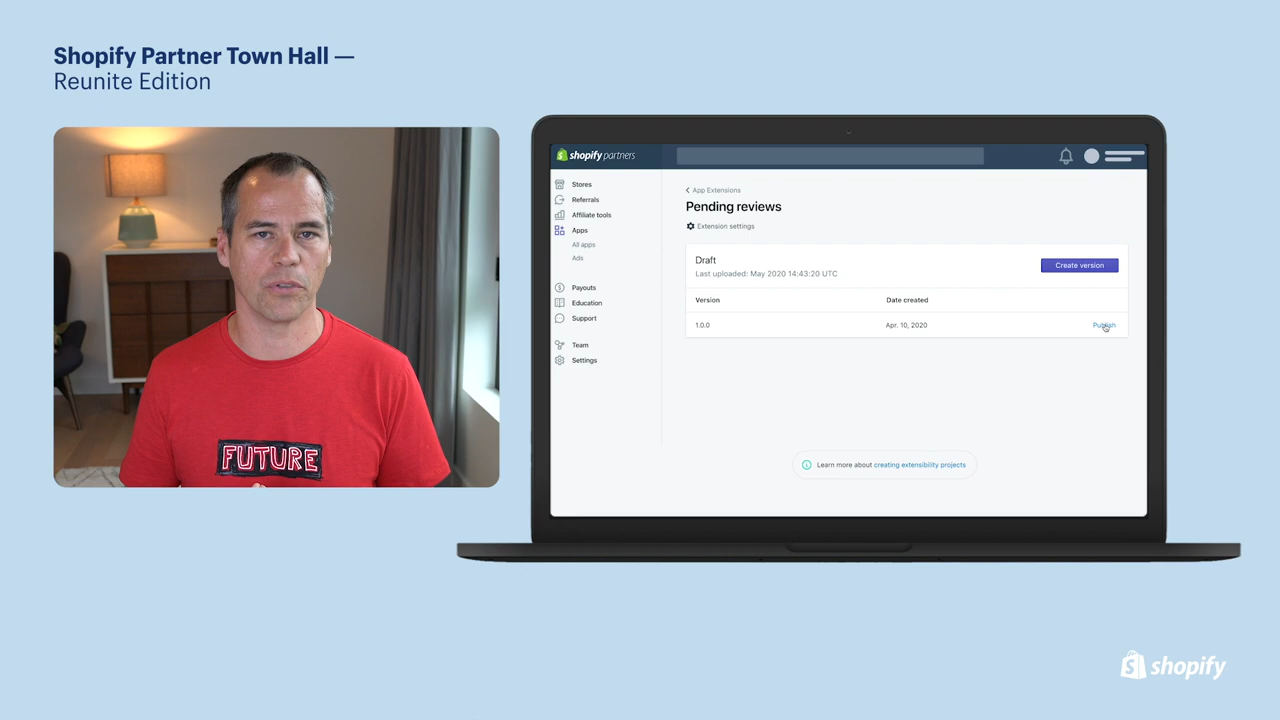 Shopify Partner Town Hall —
Reunite Edition
FUTURE
shopify partners
Stores
Referrals
Affiliate tools
Apps
All apps
Ads
Payouts
Education
Support
Team
Settings
App Extensions
Pending reviews
Extension settings
Draft
Last uploaded: May 2020 14:43:20 UTC
Create version
Version Date created
1.0.0 Apr. 10, 2020 Publish
Learn more about creating extensibility projects
shopify